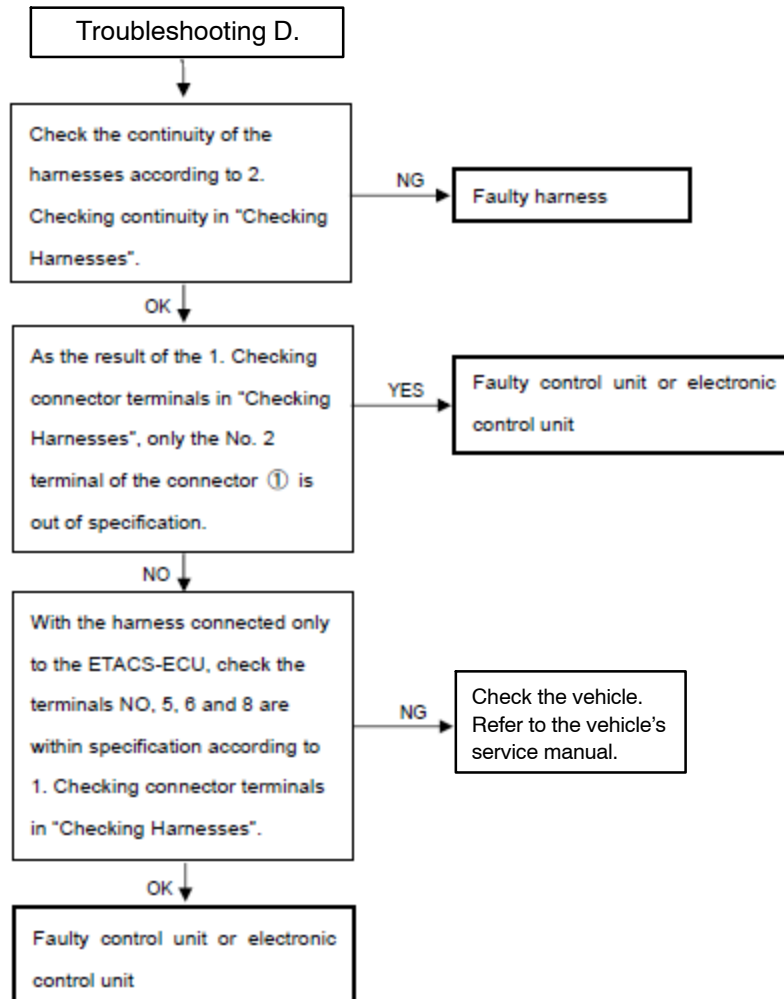 Troubleshooting D.
Check the continuity of the
harnesses according to 2.
Checking continuity in "Checking
Harnesses".
NG
Faulty harness
OK
As the result of the 1. Checking
connector terminals in "Checking
Harnesses", only the No. 2
terminal of the connector ① is
out of specification.
YES
Faulty control unit or electronic
control unit
NO
With the harness connected only
to the ETACS-ECU, check the
terminals NO, 5, 6 and 8 are
within specification according to
1. Checking connector terminals
in "Checking Harnesses".
NG
Check the vehicle.
Refer to the vehicle's
service manual.
OK
Faulty control unit or electronic
control unit